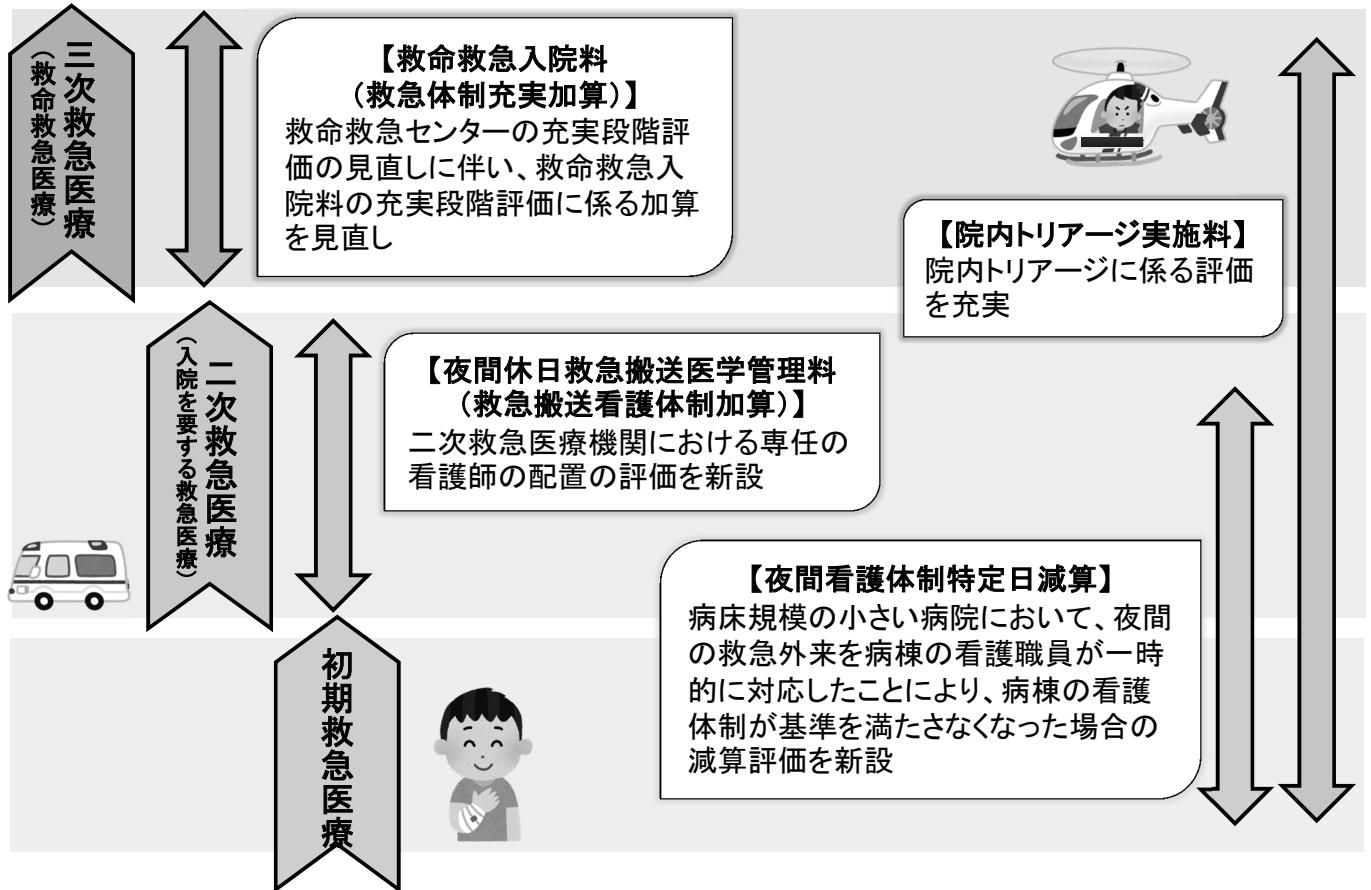 三次救急医療
（救命救急医療）
【救命救急入院料
（救急体制充実加算）】
救命救急センターの充実段階評
価の見直しに伴い、救命救急入
院料の充実段階評価に係る加算
を見直し
【院内トリアージ実施料】
院内トリアージに係る評価
を充実
二次救急医療
（入院を要する救急医療）
【夜間休日救急搬送医学管理料
（救急搬送看護体制加算）】
二次救急医療機関における専任の
看護師の配置の評価を新設
【夜間看護体制特定日減算】
病床規模の小さい病院において、夜間
の救急外来を病棟の看護職員が一時
的に対応したことにより、病棟の看護
体制が基準を満たさなくなった場合の
減算評価を新設
初期救急医療